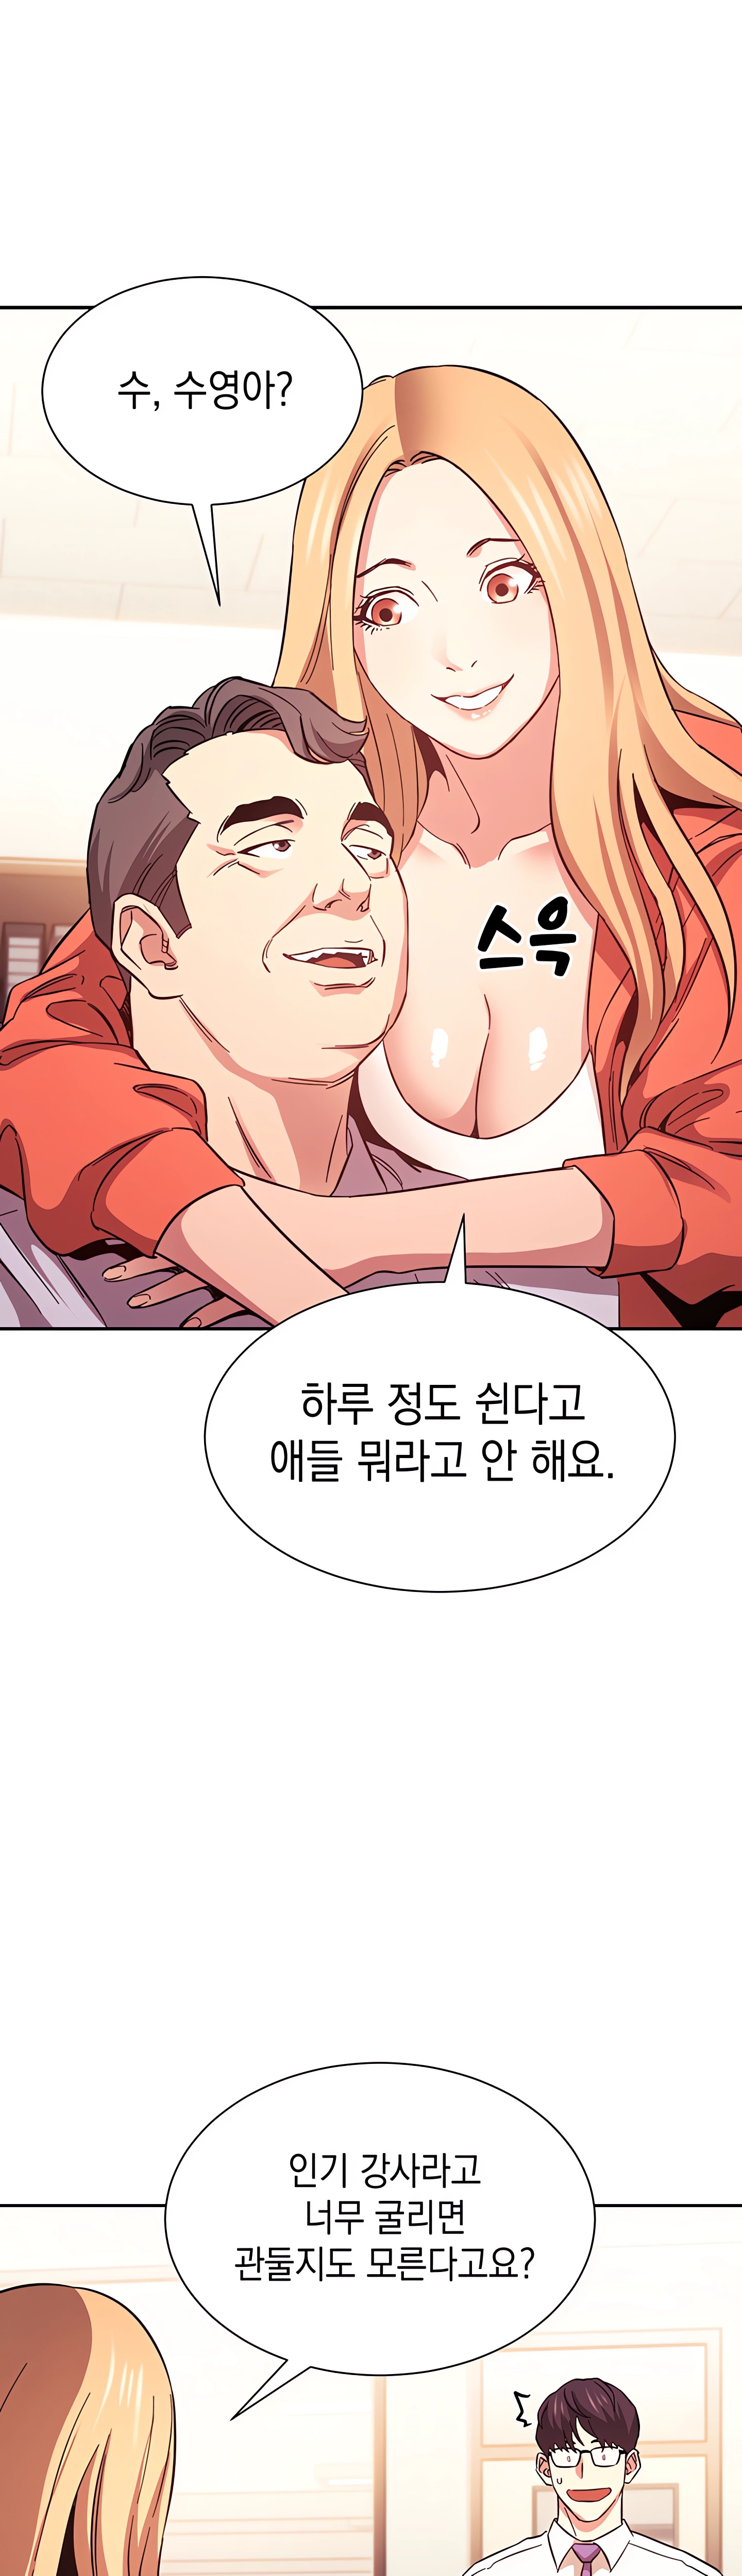 수, 수영아?
스윽
하루 정도 쉰다고
애들 뭐라고 안 해요.
인기 강사라고
너무 굴리면
관둘지도 모른다고요?